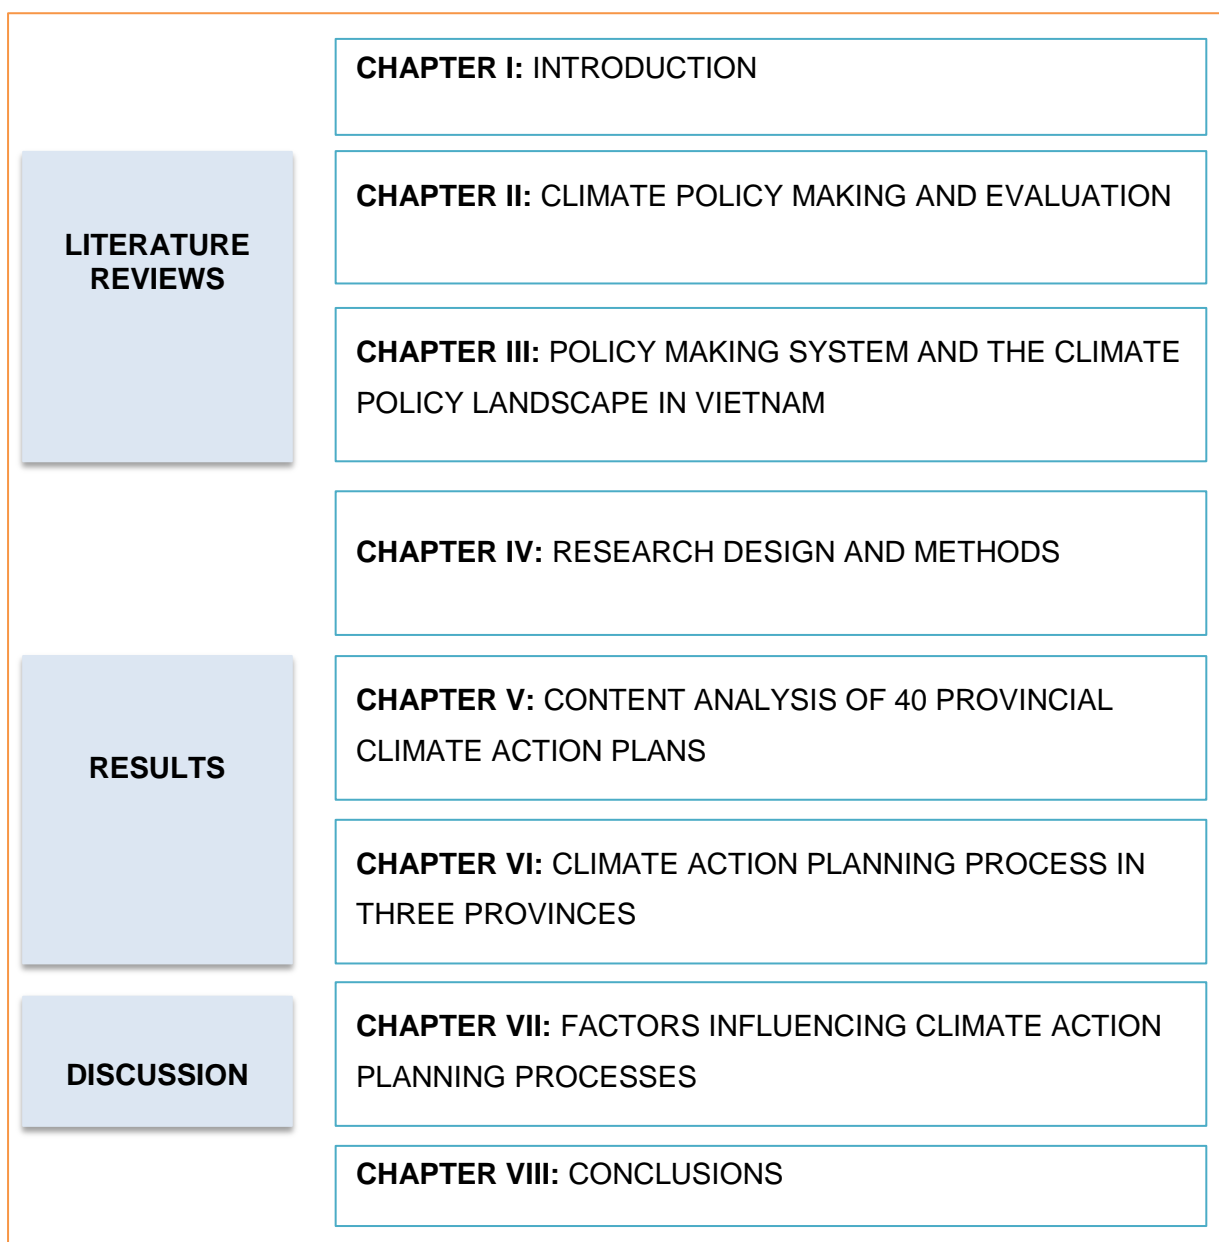 CHAPTER I: INTRODUCTION
LITERATURE
REVIEWS
CHAPTER II: CLIMATE POLICY MAKING AND EVALUATION
CHAPTER III: POLICY MAKING SYSTEM AND THE CLIMATE
POLICY LANDSCAPE IN VIETNAM
CHAPTER IV: RESEARCH DESIGN AND METHODS
RESULTS
CHAPTER V: CONTENT ANALYSIS OF 40 PROVINCIAL
CLIMATE ACTION PLANS
CHAPTER VI: CLIMATE ACTION PLANNING PROCESS IN
THREE PROVINCES
DISCUSSION
CHAPTER VII: FACTORS INFLUENCING CLIMATE ACTION
PLANNING PROCESSES
CHAPTER VIII: CONCLUSIONS